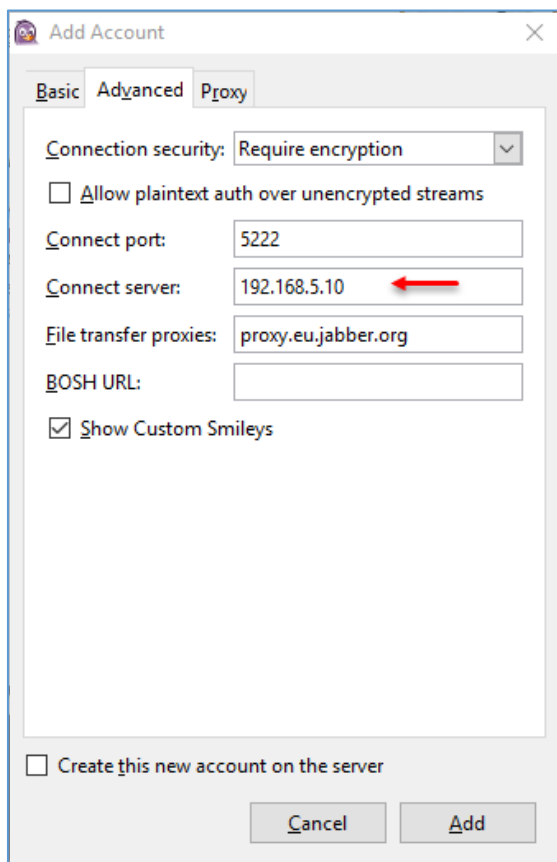 Add Account
Basic Advanced Proxy
Connection security: Require encryption
Allow plaintext auth over unencrypted streams
Connect port: 5222
Connect server: 192.168.5.10
File transfer proxies: proxy.eu.jabber.org
BOSH URL:
Show Custom Smileys
Create this new account on the server
Cancel Add